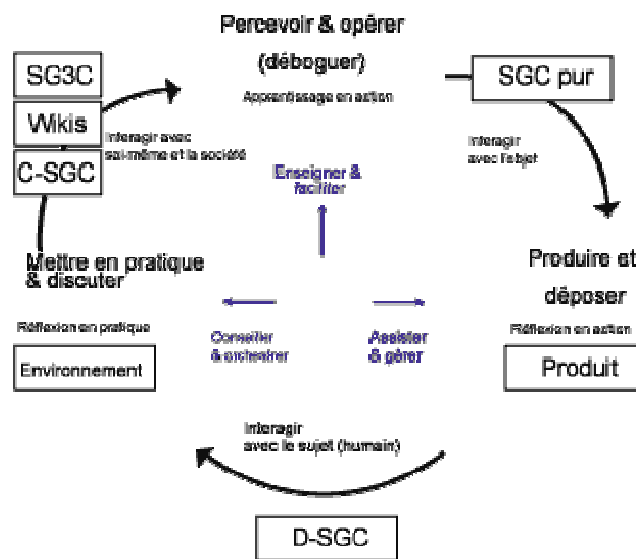 Percevoir & opérer
(déboguer)
Apprentissage en action
SG3C
Wikis
C-SGC
Interagir avec
soi-même et la société
SGC pur
Interagir
avec l'objet
Enseigner &
faciliter
Mettre en pratique
& discuter
Réflexion en pratique
Environnement
Produire et
déposer
Réflexion en action
Produit
Conseiller
& orchestrer
Assister
& gérer
Interagir
avec le sujet (humain)
D-SGC